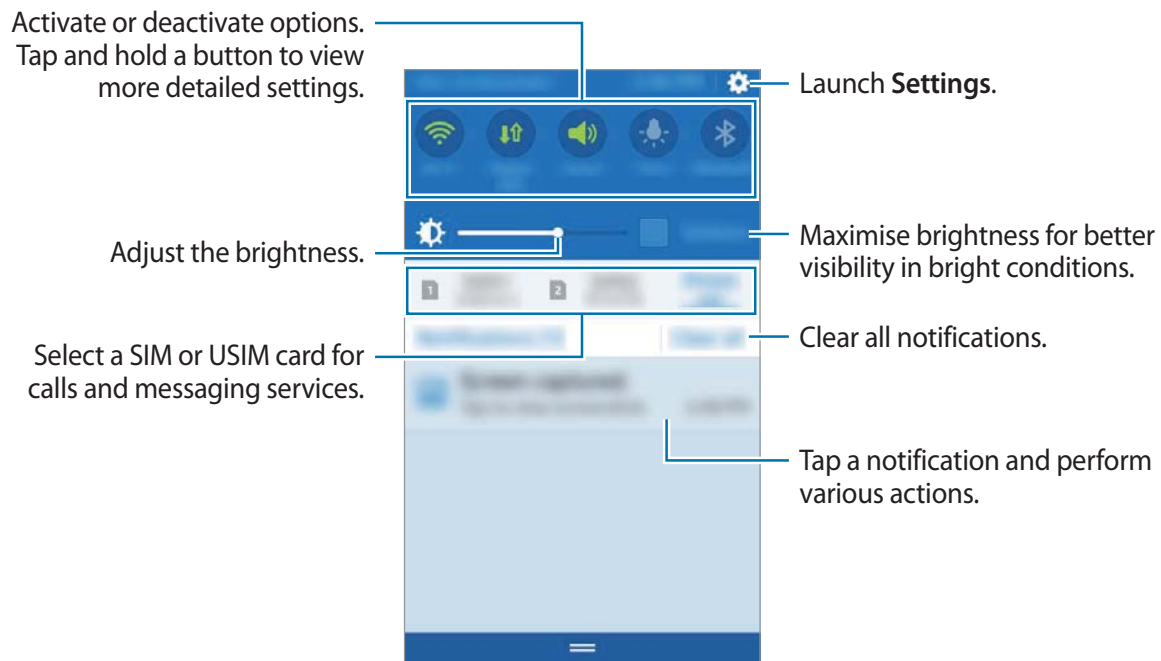 Activate or deactivate options.
Tap and hold a button to view
more detailed settings.
Launch Settings.
Adjust the brightness.
Maximise brightness for better
visibility in bright conditions.
1
2
Clear all notifications.
Select a SIM or USIM card for
calls and messaging services.
Tap a notification and perform
various actions.